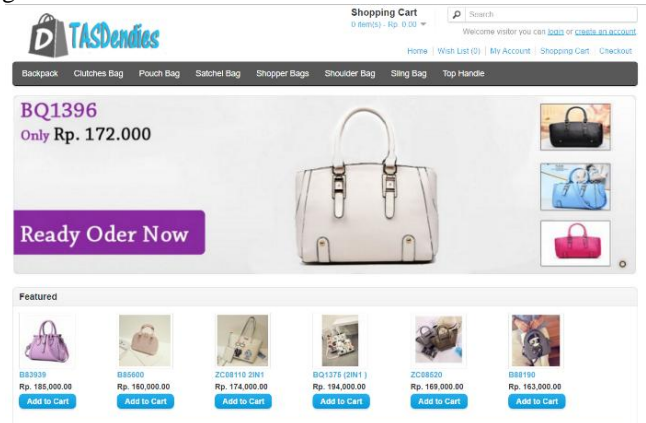 g
TASDendies
D
Shopping Cart
0 item(s) - Rp. 0.00
Search
Welcome visitor you can login or create an account
Home | Wish List (0) | My Account | Shopping Cart Checkout
Backpack Clutches Bag Pouch Bag Satchel Bag Shopper Bags Shoulder Bag Sling Bag Top Handle
BQ1396
Only Rp. 172.000
Ready Oder Now
Featured
B83939 B85600 ZC08110 2IN1 BQ1375 (2IN1 ) ZC08520 B88190
Rp. 185,000.00 Rp. 160,000.00 Rp. 174,000.00 Rp. 194,000.00 Rp. 169,000.00 Rp. 163,000.00
Add to Cart Add to Cart Add to Cart Add to Cart Add to Cart Add to Cart